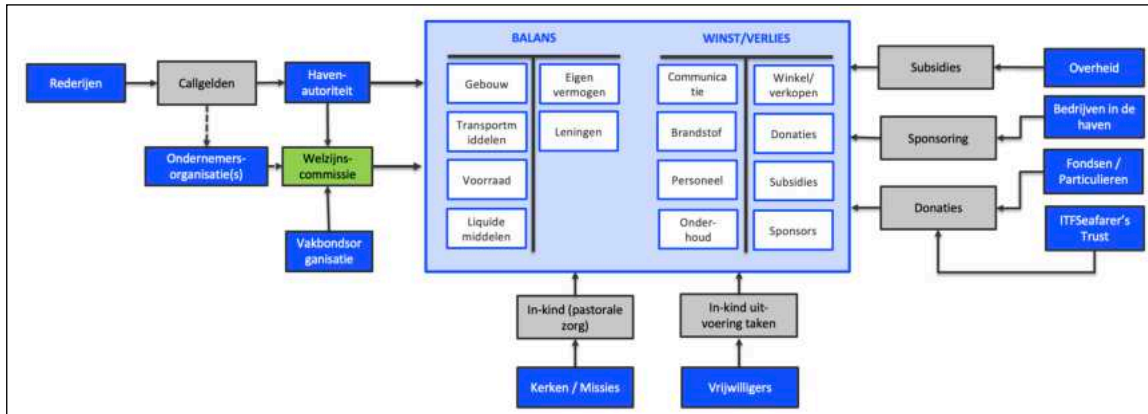 Rederijen
Callgelden
Haven-
autoriteit
Ondernemers-
organisatie(s)
Welzijns-
commissie
Vakbondsor
ganisatie
BALANS
Gebouw
Transportm
iddelen
Voorraad
Liquide
middelen
Eigen
vermogen
Leningen
WINST/VERLIES
Communica
tie
Brandstof
Personeel
Onder-
houd
Winkel/
verkopen
Donaties
Subsidies
Sponsors
Subsidies
Sponsoring
Donaties
Overheid
Bedrijven in de
haven
Fondsen /
Particulieren
ITFSeafarer's
Trust
In-kind (pastorale
zorg)
Kerken / Missies
In-kind uit-
voering taken
Vrijwilligers